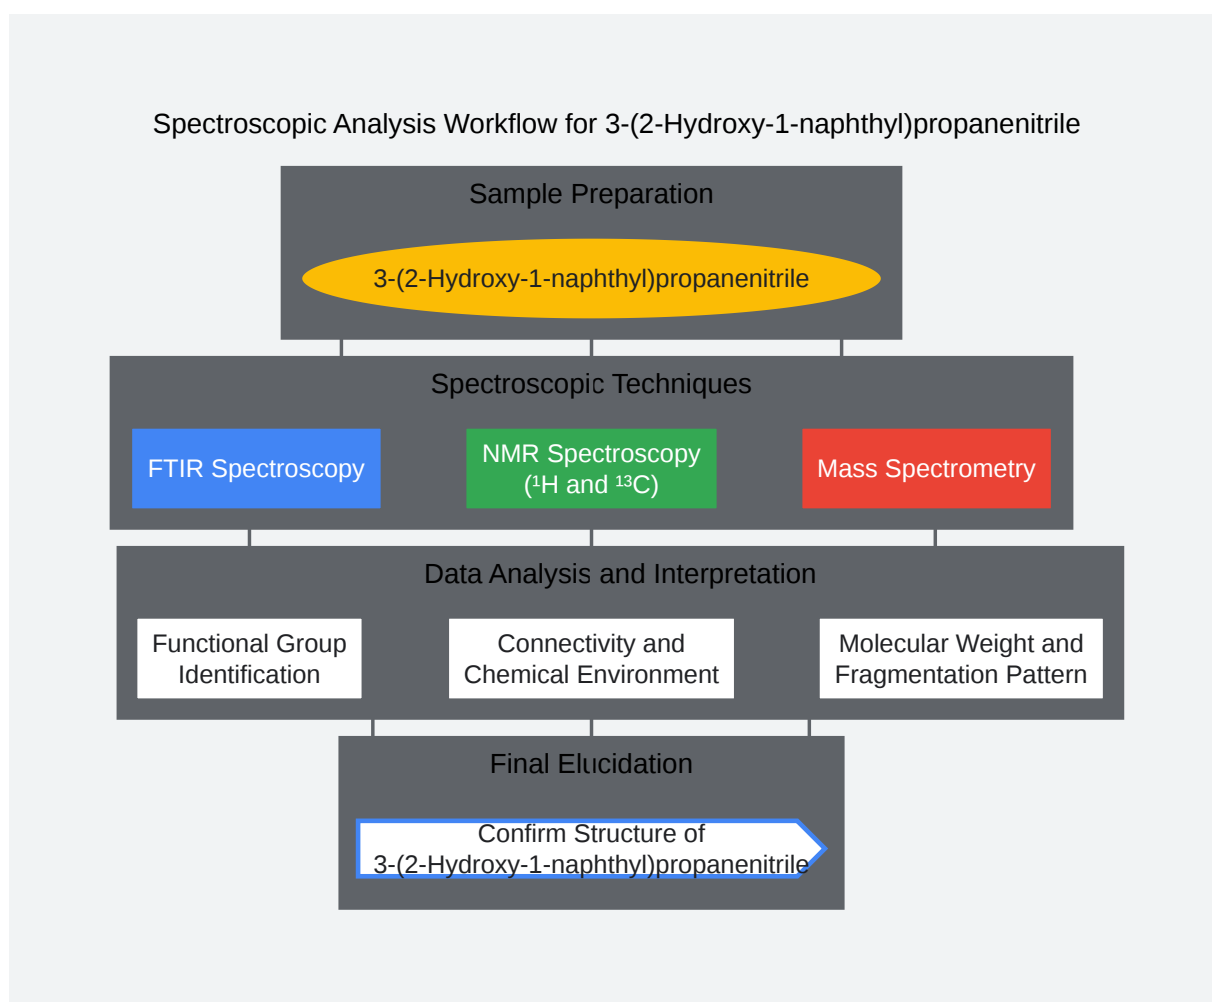 Spectroscopic Analysis Workflow for 3-(2-Hydroxy-1-naphthyl)propanenitrile
Sample Preparation
3-(2-Hydroxy-1-naphthyl)propanenitrile
Spectroscopic Techniques
FTIR Spectroscopy
NMR Spectroscopy
(¹H and ¹³C)
Mass Spectrometry
Data Analysis and Interpretation
Functional Group
Identification
Connectivity and
Chemical Environment
Molecular Weight and
Fragmentation Pattern
Final Elucidation
Confirm Structure of
3-(2-Hydroxy-1-naphthyl)propanenitrile